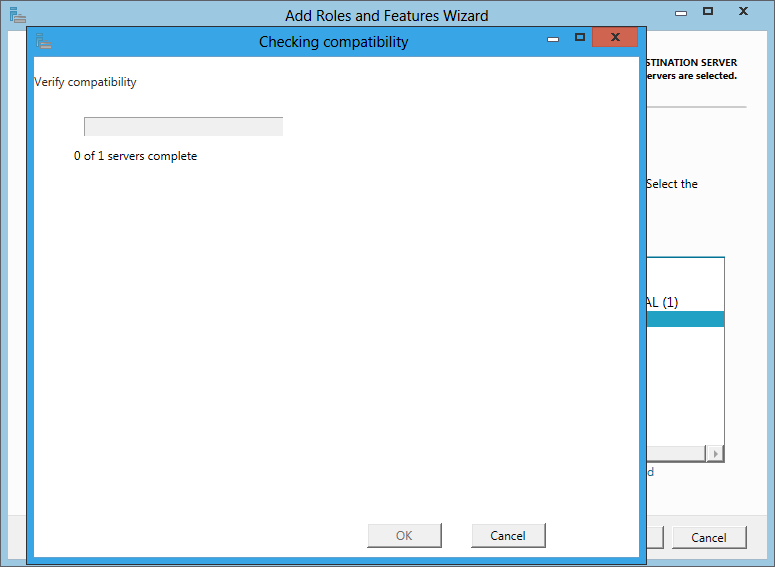 Add Roles and Features Wizard
Checking compatibility
STINATION SERVER
ervers are selected.
Verify compatibility
0 of 1 servers complete
Select the
AL (1)
d
OK
Cancel
Cancel